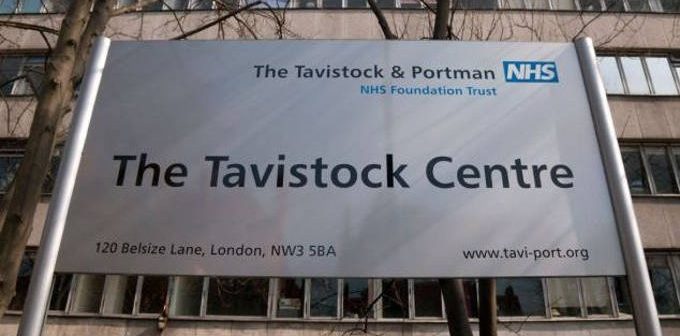 The Tavistock & Portman NHS
NHS Foundation Trust
The Tavistock Centre
120 Belsize Lane, London, NW3 5BA
www.tavi-port.org